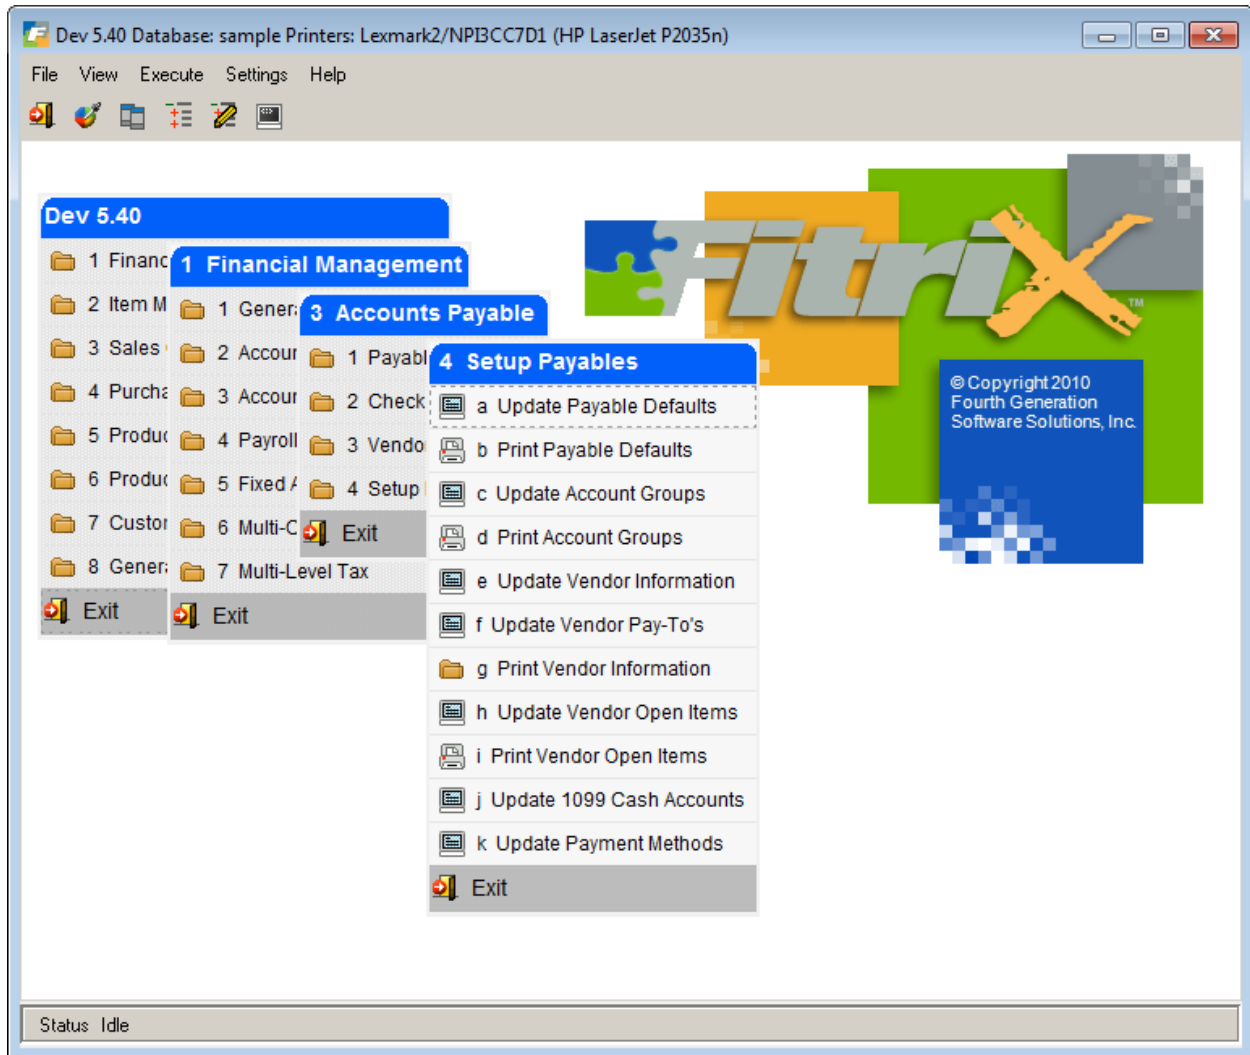 Dev 5.40 Database: sample Printers: Lexmark2/NPI3CC7D1 (HP LaserJet P2035n)
File View Execute Settings Help
Dev 5.40
1 Financ
2 Item M
3 Sales
4 Purcha
5 Produc
6 Produc
7 Custor
8 Genera
Exit
1 Financial Management
1 Genera
2 Accour
3 Accour
4 Payroll
5 Fixed A
6 Multi-C
7 Multi-Level Tax
Exit
3 Accounts Payable
1 Payabl
2 Check
3 Vendo
4 Setup
Exit
4 Setup Payables
a Update Payable Defaults
b Print Payable Defaults
c Update Account Groups
d Print Account Groups
e Update Vendor Information
f Update Vendor Pay-To's
g Print Vendor Information
h Update Vendor Open Items
i Print Vendor Open Items
j Update 1099 Cash Accounts
k Update Payment Methods
Exit
FitriX
TM
© Copyright 2010
Fourth Generation
Software Solutions, Inc.
Status Idle